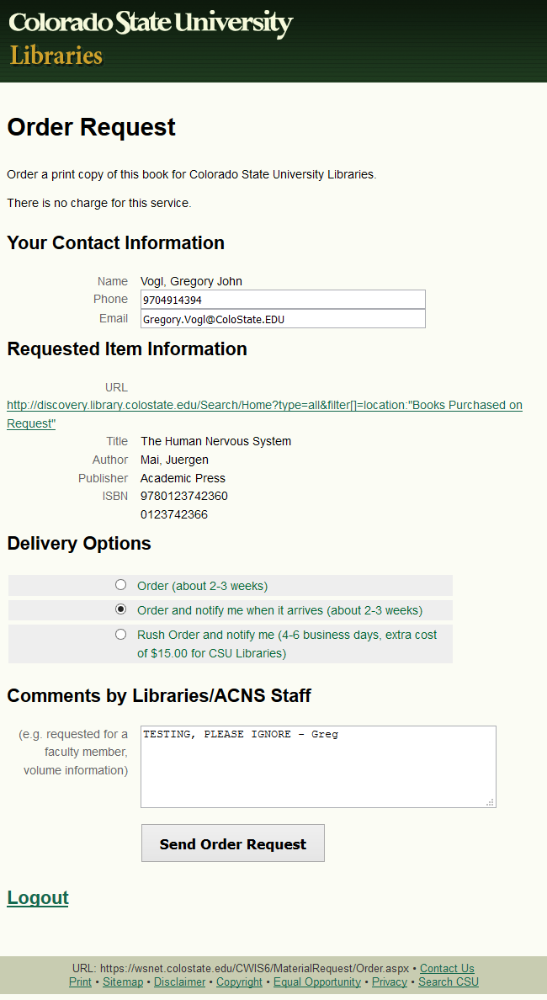 Colorado State University
Libraries
Order Request
Order a print copy of this book for Colorado State University Libraries.
There is no charge for this service.
Your Contact Information
Name Vogl, Gregory John
Phone 9704914394
Email Gregory.Vogl@ColoState.EDU
Requested Item Information
URL
http://discovery.library.colostate.edu/Search/Home?type=all&filter[]=location:"Books Purchased on
Request"
Title The Human Nervous System
Author Mai, Juergen
Publisher Academic Press
ISBN 9780123742360
0123742366
Delivery Options
Order (about 2-3 weeks)
Order and notify me when it arrives (about 2-3 weeks)
Rush Order and notify me (4-6 business days, extra cost
of $15.00 for CSU Libraries)
Comments by Libraries/ACNS Staff
(e.g. requested for a TESTING, PLEASE IGNORE - Greg
faculty member,
volume information)
Send Order Request
Logout
URL: https://wsnet.colostate.edu/CWIS6/MaterialRequest/Order.aspx • Contact Us
Print • Sitemap • Disclaimer • Copyright • Equal Opportunity • Privacy • Search CSU